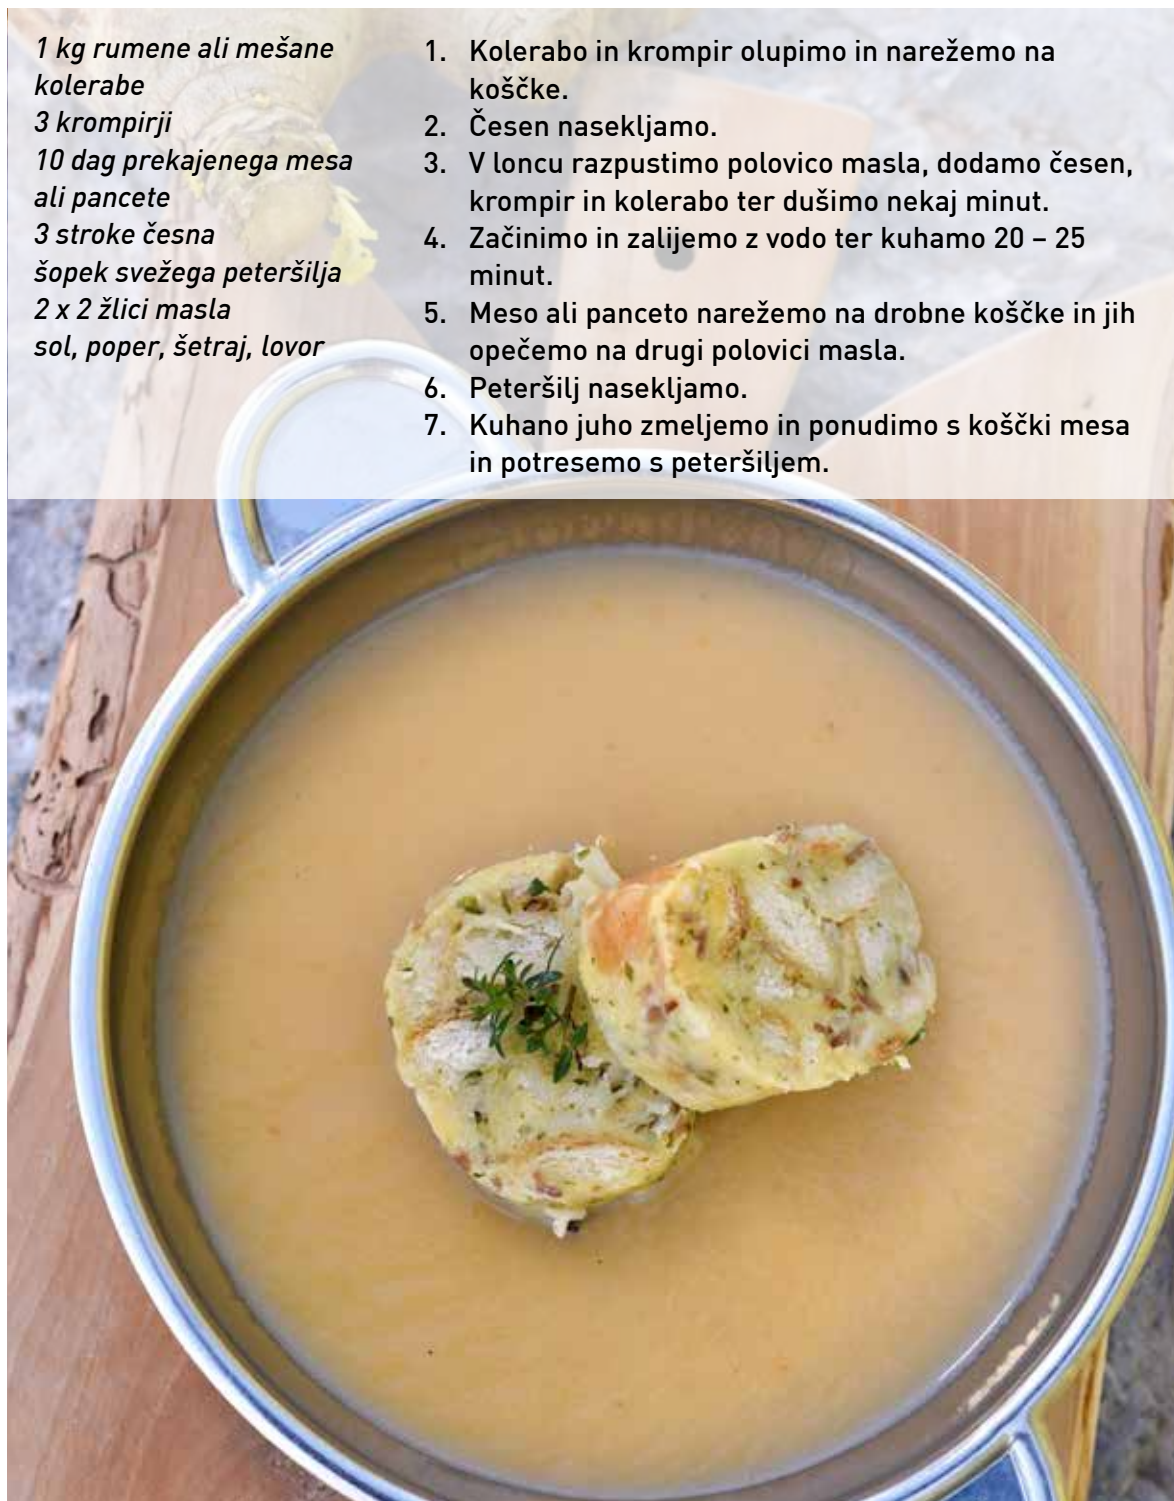 1 kg rumene ali mešane
kolerabe
3 krompirji
10 dag prekajenega mesa
ali pancete
3 stroke česna
šopek svežega peteršilja
2 x 2 žlici masla
sol, poper, šetraj, lovor
1. Kolerabo in krompir olupimo in narežemo na
koščke.
2. Česen nasekljamo.
3. V loncu razpustimo polovico masla, dodamo česen,
krompir in kolerabo ter dušimo nekaj minut.
4. Začinimo in zalijemo z vodo ter kuhamo 20 – 25
minut.
5. Meso ali panceto narežemo na drobne koščke in jih
opečemo na drugi polovici masla.
6. Peteršilj nasekljamo.
7. Kuhano juho zmeljemo in ponudimo s koščki mesa
in potresemo s peteršiljem.